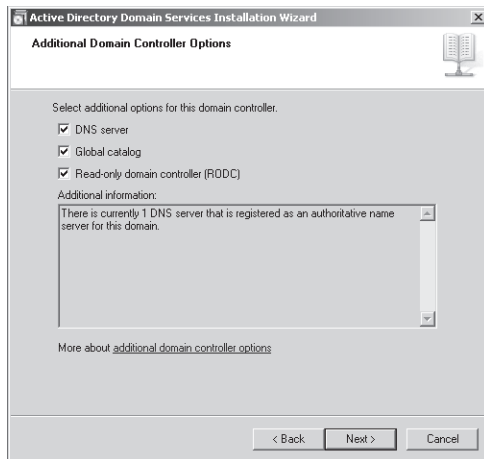 Active Directory Domain Services Installation Wizard
Additional Domain Controller Options
Select additional options for this domain controller.
DNS server
Global catalog
Read-only domain controller (RODC)
Additional information:
There is currently 1 DNS server that is registered as an authoritative name
server for this domain.
More about additional domain controller options
< Back Next > Cancel